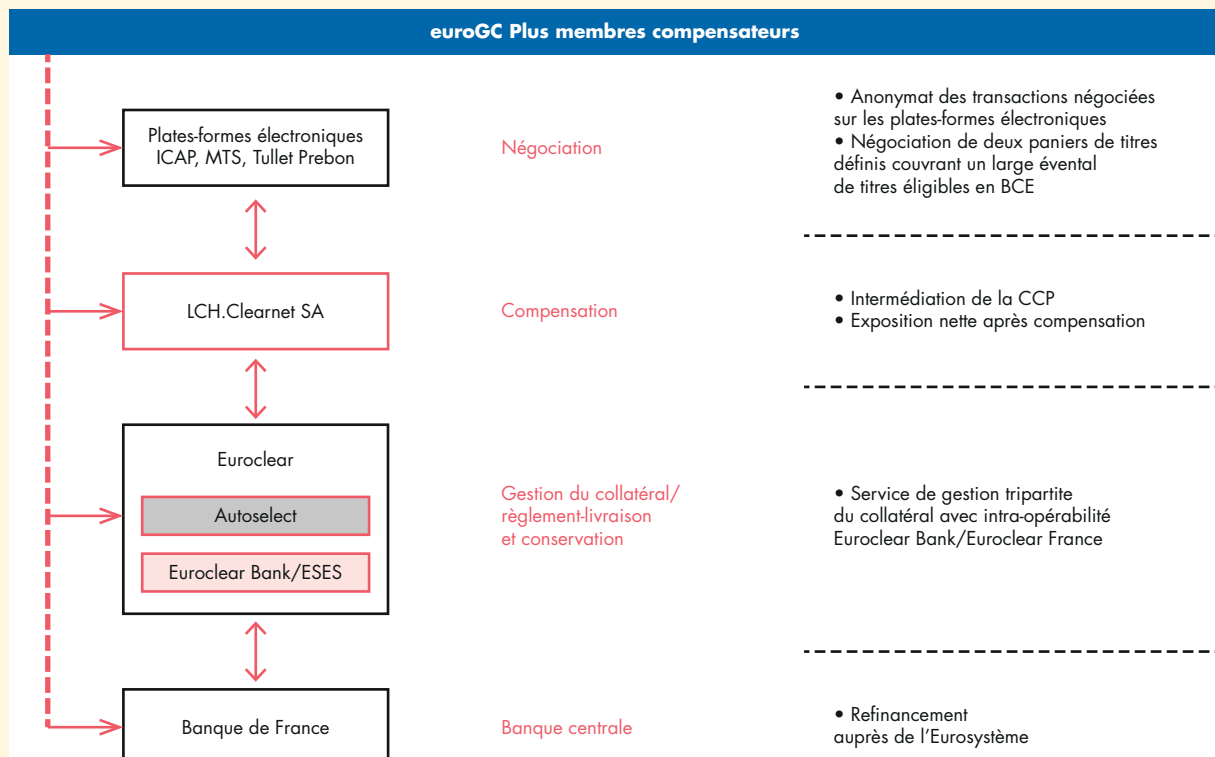 euroGC Plus membres compensateurs
Plates-formes électroniques
ICAP, MTS, Tullet Prebon
Négociation
• Anonymat des transactions négociées
sur les plates-formes électroniques
• Négociation de deux paniers de titres
définis couvrant un large évental
de titres éligibles en BCE
LCH.Clearnet SA
Compensation
• Intermédiation de la CCP
• Exposition nette après compensation
Euroclear
Autoselect
Euroclear Bank/ESES
Gestion du collatéral/
règlement-livraison
et conservation
• Service de gestion tripartite
du collatéral avec intra-opérabilité
Euroclear Bank/Euroclear France
Banque de France
Banque centrale
• Refinancement
auprès de l'Eurosystème